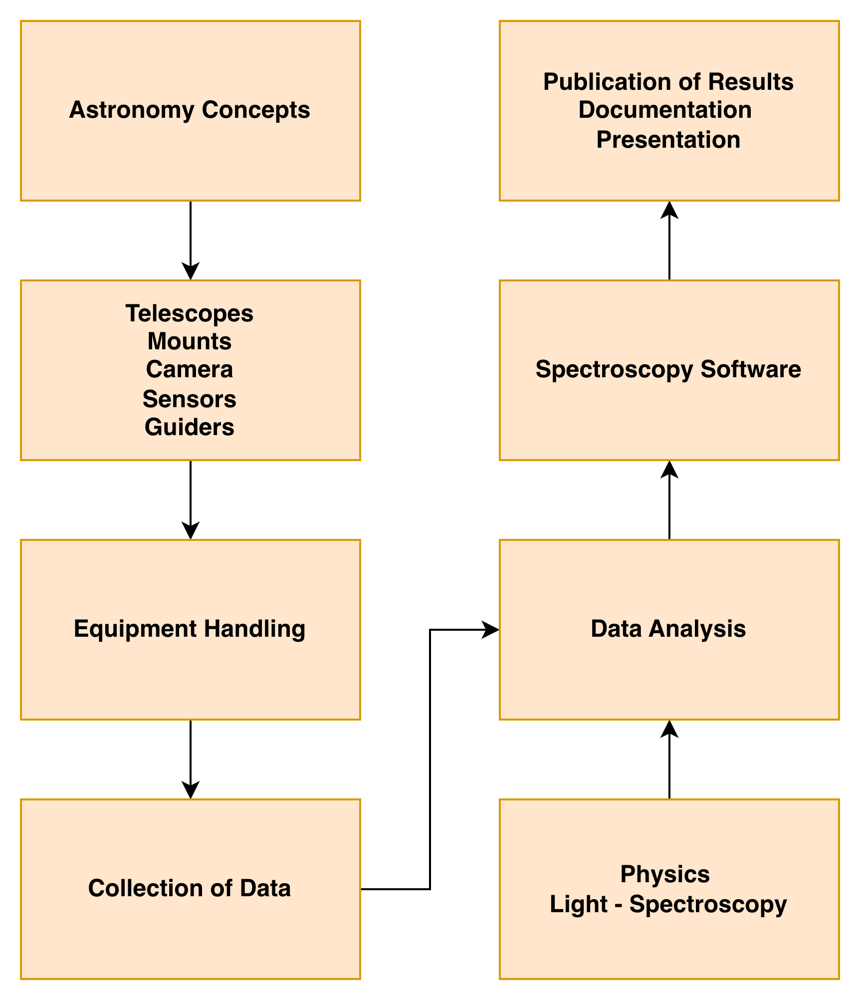 Astronomy Concepts
Telescopes
Mounts
Camera
Sensors
Guiders
Equipment Handling
Collection of Data
Publication of Results
Documentation
Presentation
Spectroscopy Software
Data Analysis
Physics
Light - Spectroscopy